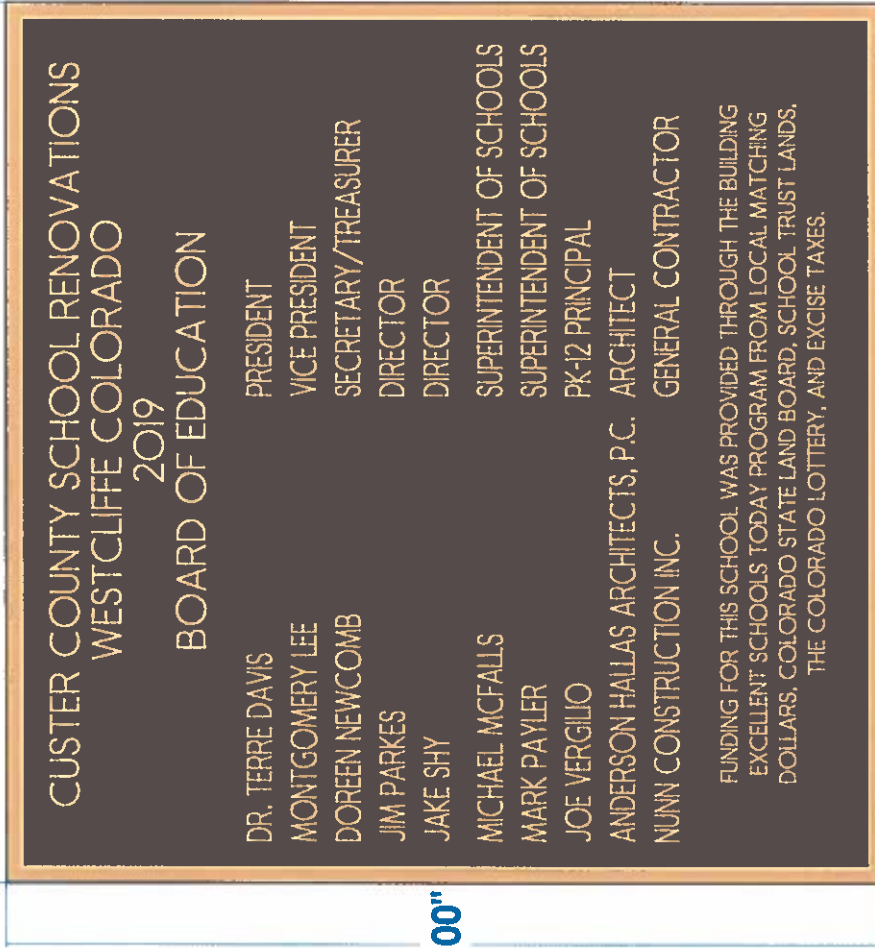 CUSTER COUNTY SCHOOL RENOVATIONS
WESTCLIFFE COLORADO
2019
BOARD OF EDUCATION
DR. TERRE DAVIS PRESIDENT
MONTGOMERY LEE VICE PRESIDENT
DOREEN NEWCOMB SECRETARY/TREASURER
JIM PARKES DIRECTOR
JAKE SHY DIRECTOR
MICHAEL MCFALLS SUPERINTENDENT OF SCHOOLS
MARK PAYLER SUPERINTENDENT OF SCHOOLS
JOE VERGILIO PK-12 PRINCIPAL
ANDERSON HALLAS ARCHITECTS, P.C. ARCHITECT
NUNN CONSTRUCTION INC. GENERAL CONTRACTOR
FUNDING FOR THIS SCHOOL WAS PROVIDED THROUGH THE BUILDING
EXCELLENT SCHOOLS TODAY PROGRAM FROM LOCAL MATCHING
DOLLARS, COLORADO STATE LAND BOARD, SCHOOL TRUST LANDS,
THE COLORADO LOTTERY, AND EXCISE TAXES.
00"